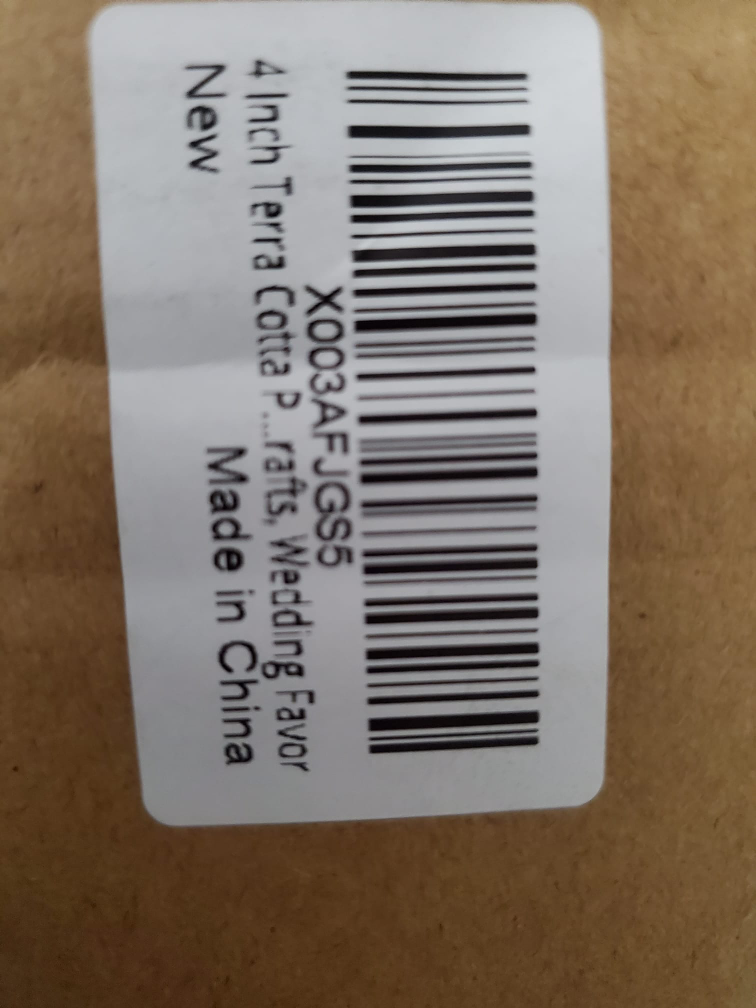 X003AFJGS5
4 Inch Terra Cotta P...rafts, Wedding Favor
New
Made in China